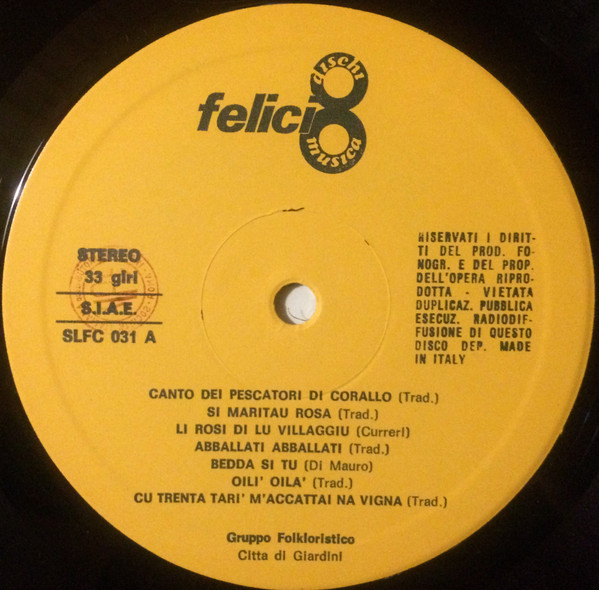 felici
dischi
musica
STEREO
33 giri
S.I.A.E.
SLFC 031 A
RISERVATI I DIRIT-
TI DEL PROD. FO-
NOGR. E DEL PROP.
DELL'OPERA RIPRO-
DOTTA - VIETATA
DUPLICAZ. PUBBLICA
ESECUZ. RADIODIF-
FUSIONE DI QUESTO
DISCO DEP. MADE
IN ITALY
CANTO DEI PESCATORI DI CORALLO (Trad.)
SI MARITAU ROSA (Trad.)
LI ROSI DI LU VILLAGGIU (Curreri)
ABBALLATI ABBALLATI (Trad.)
BEDDA SI TU (Di Mauro)
OILI' OILA' (Trad.)
CU TRENTA TARI' M'ACCATTAI NA VIGNA (Trad.)
Gruppo Folkloristico
Citta di Giardini